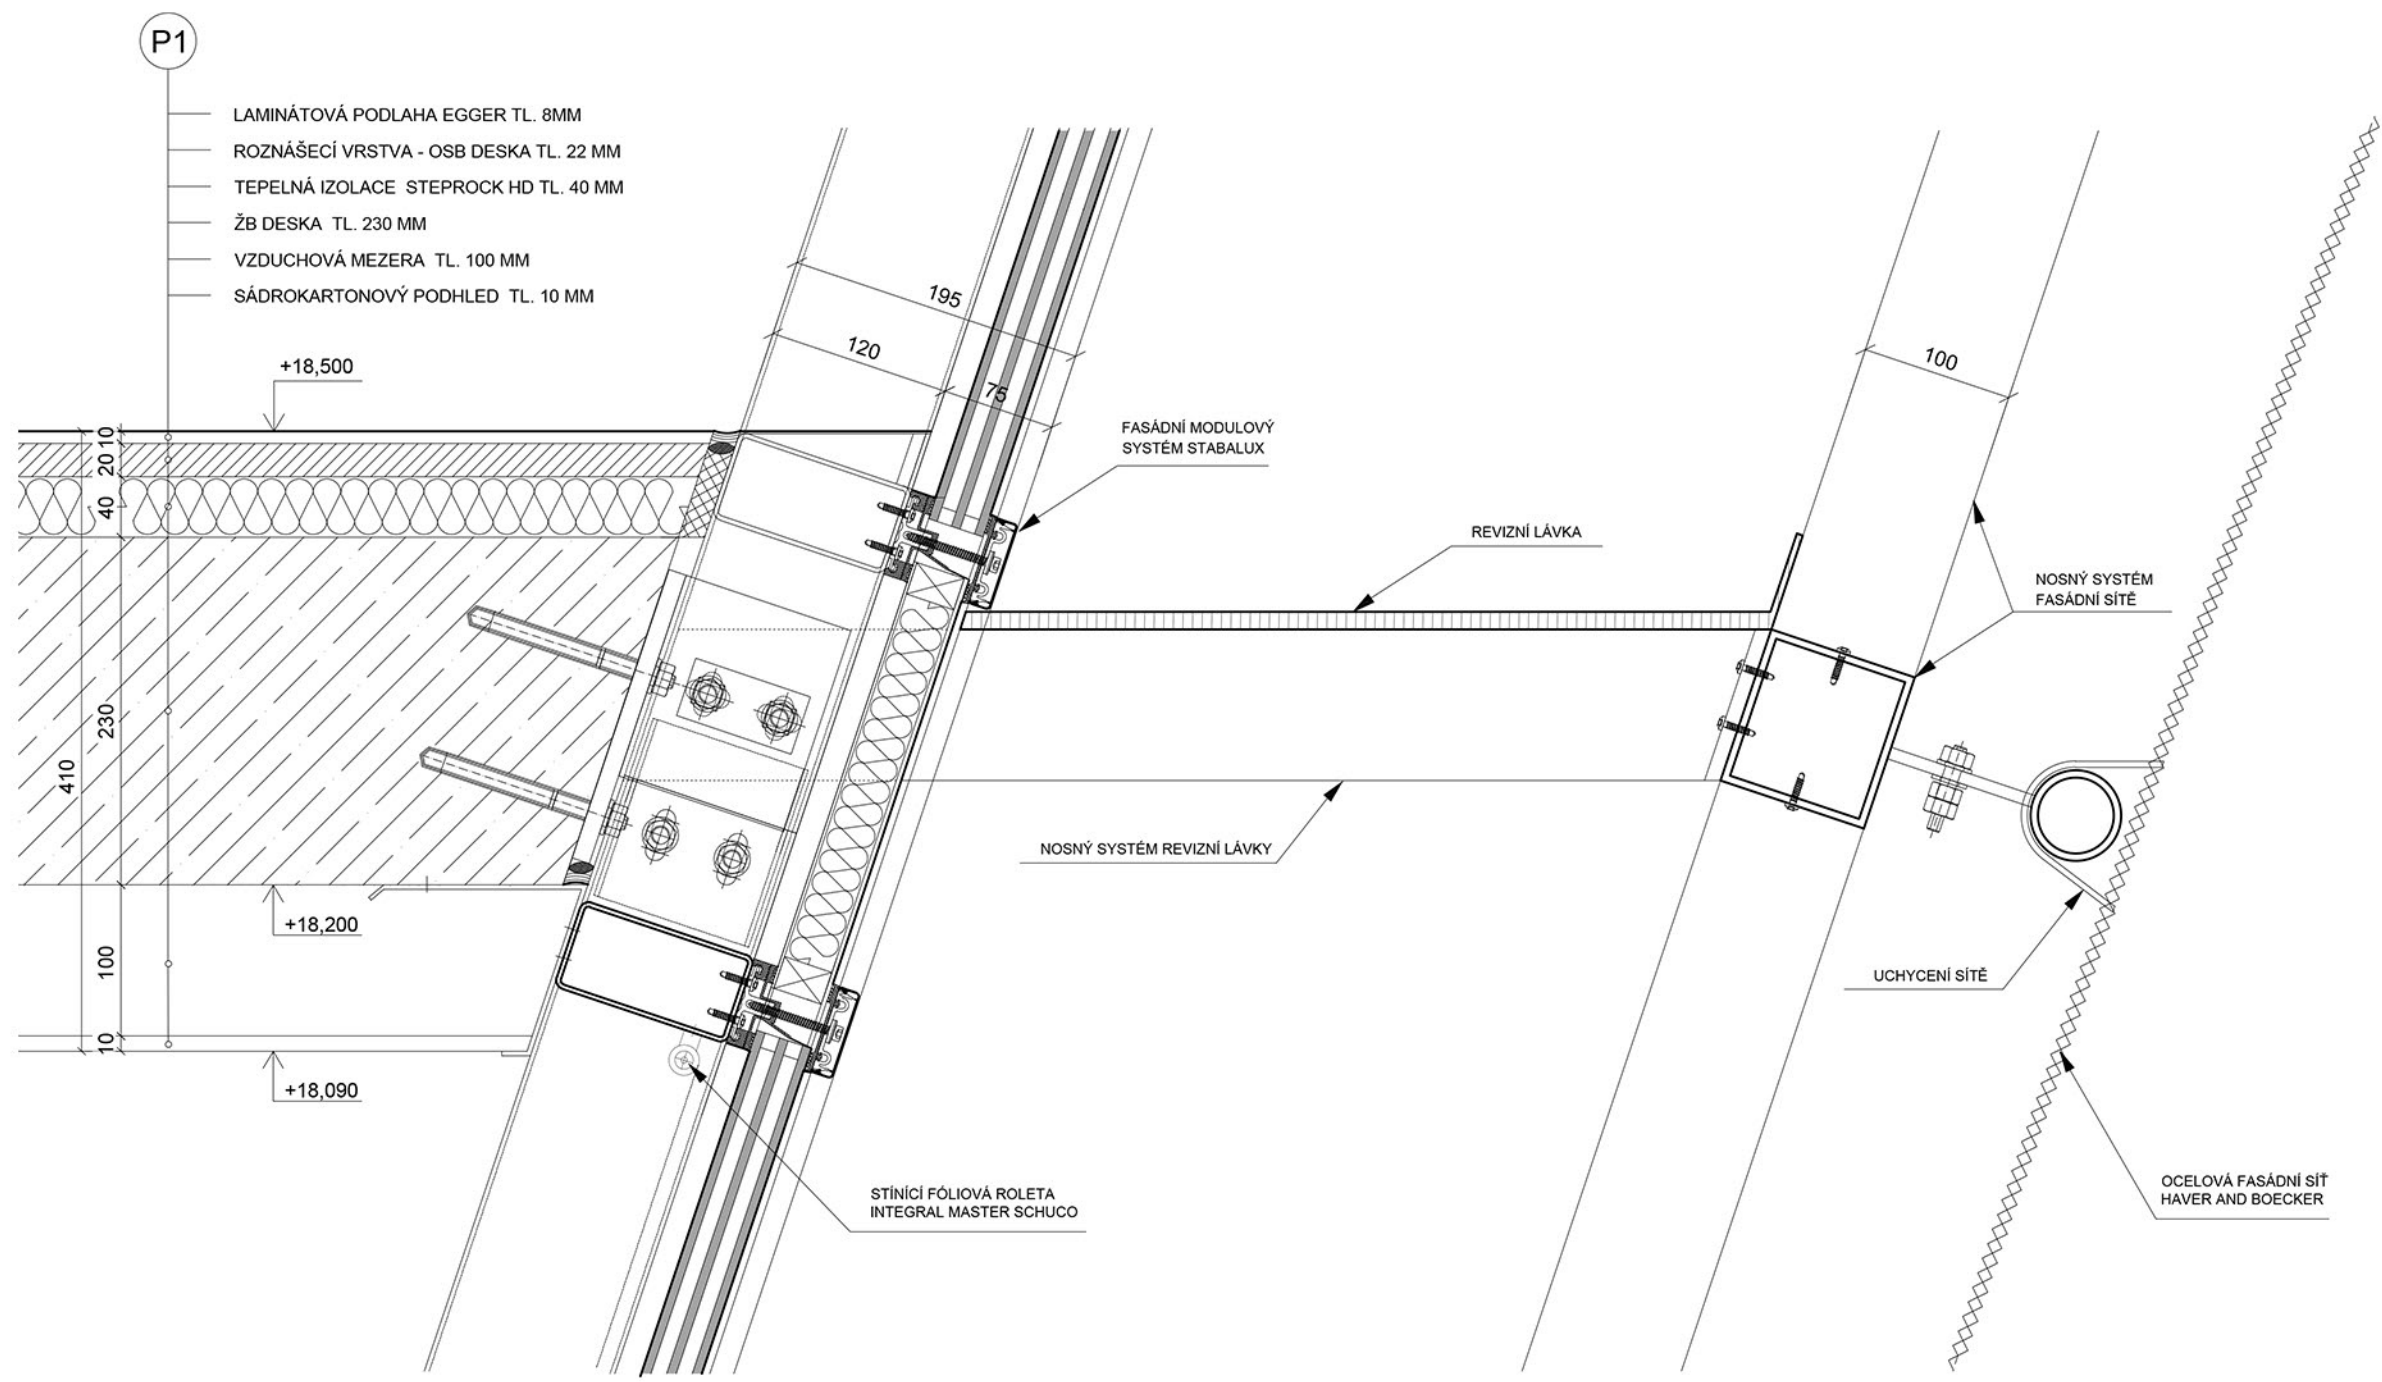 P1
LAMINÁTOVÁ PODLAHA EGGER TL. 8MM
ROZNÁŠECÍ VRSTVA - OSB DESKA TL. 22 MM
TEPELNÁ IZOLACE STEPROCK HD TL. 40 MM
ŽB DESKA TL. 230 MM
VZDUCHOVÁ MEZERA TL. 100 MM
SÁDROKARTONOVÝ PODHLED TL. 10 MM
195
120
75
100
+18,500
FASÁDNÍ MODULOVÝ
SYSTÉM STABALUX
REVIZNÍ LÁVKA
NOSNÝ SYSTÉM
FASÁDNÍ SÍTĚ
10
20
40
230
410
100
10
NOSNÝ SYSTÉM REVIZNÍ LÁVKY
+18,200
UCHYCENÍ SÍTĚ
+18,090
STÍNÍCÍ FÓLIOVÁ ROLETA
INTEGRAL MASTER SCHUCO
OCELOVÁ FASÁDNÍ SÍŤ
HAVER AND BOECKER